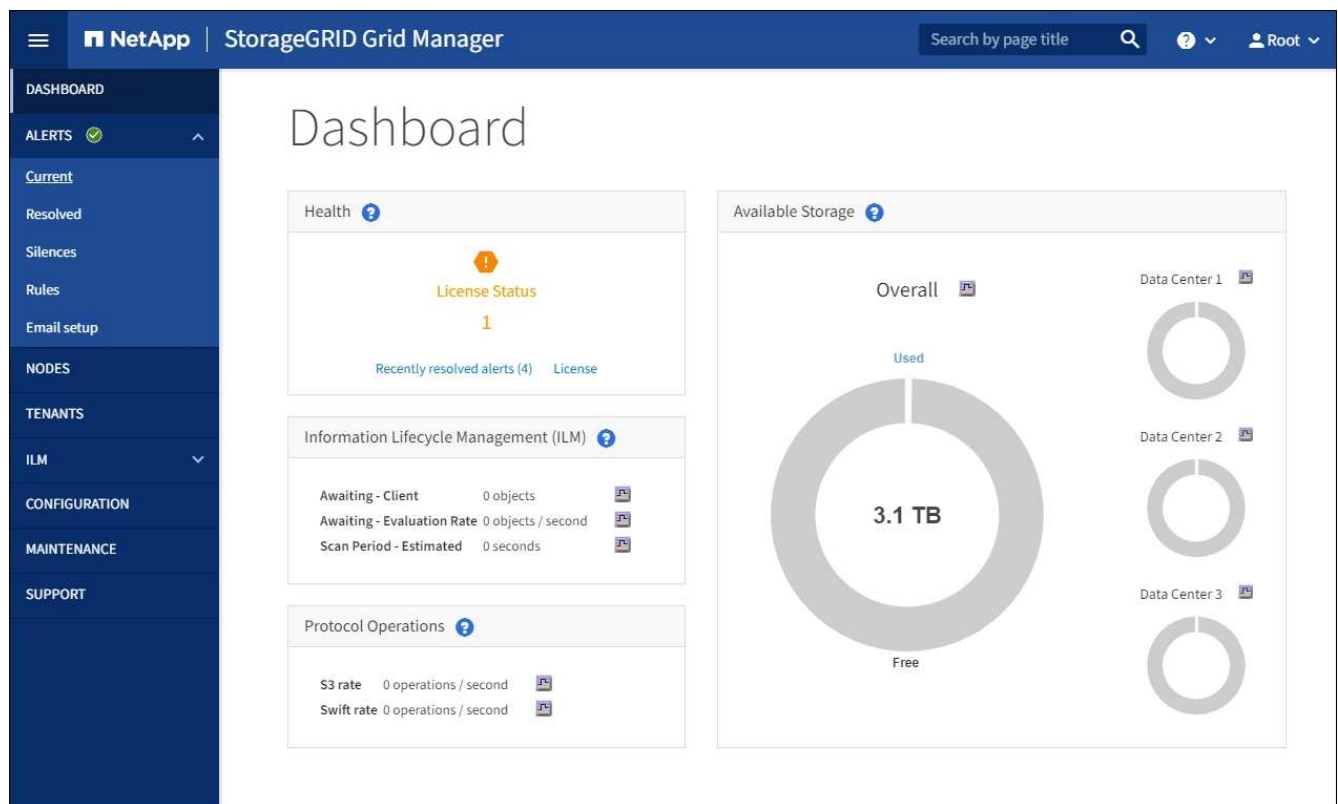 NetApp | StorageGRID Grid Manager
Search by page title
Root
DASHBOARD
ALERTS
Current
Resolved
Silences
Rules
Email setup
NODES
TENANTS
ILM
CONFIGURATION
MAINTENANCE
SUPPORT
Dashboard
Health ?
!
License Status
1
Recently resolved alerts (4) License
Information Lifecycle Management (ILM) ?
Awaiting - Client 0 objects
Awaiting - Evaluation Rate 0 objects / second
Scan Period - Estimated 0 seconds
Protocol Operations ?
S3 rate 0 operations / second
Swift rate 0 operations / second
Available Storage ?
Overall
Used
3.1 TB
Free
Data Center 1
Data Center 2
Data Center 3